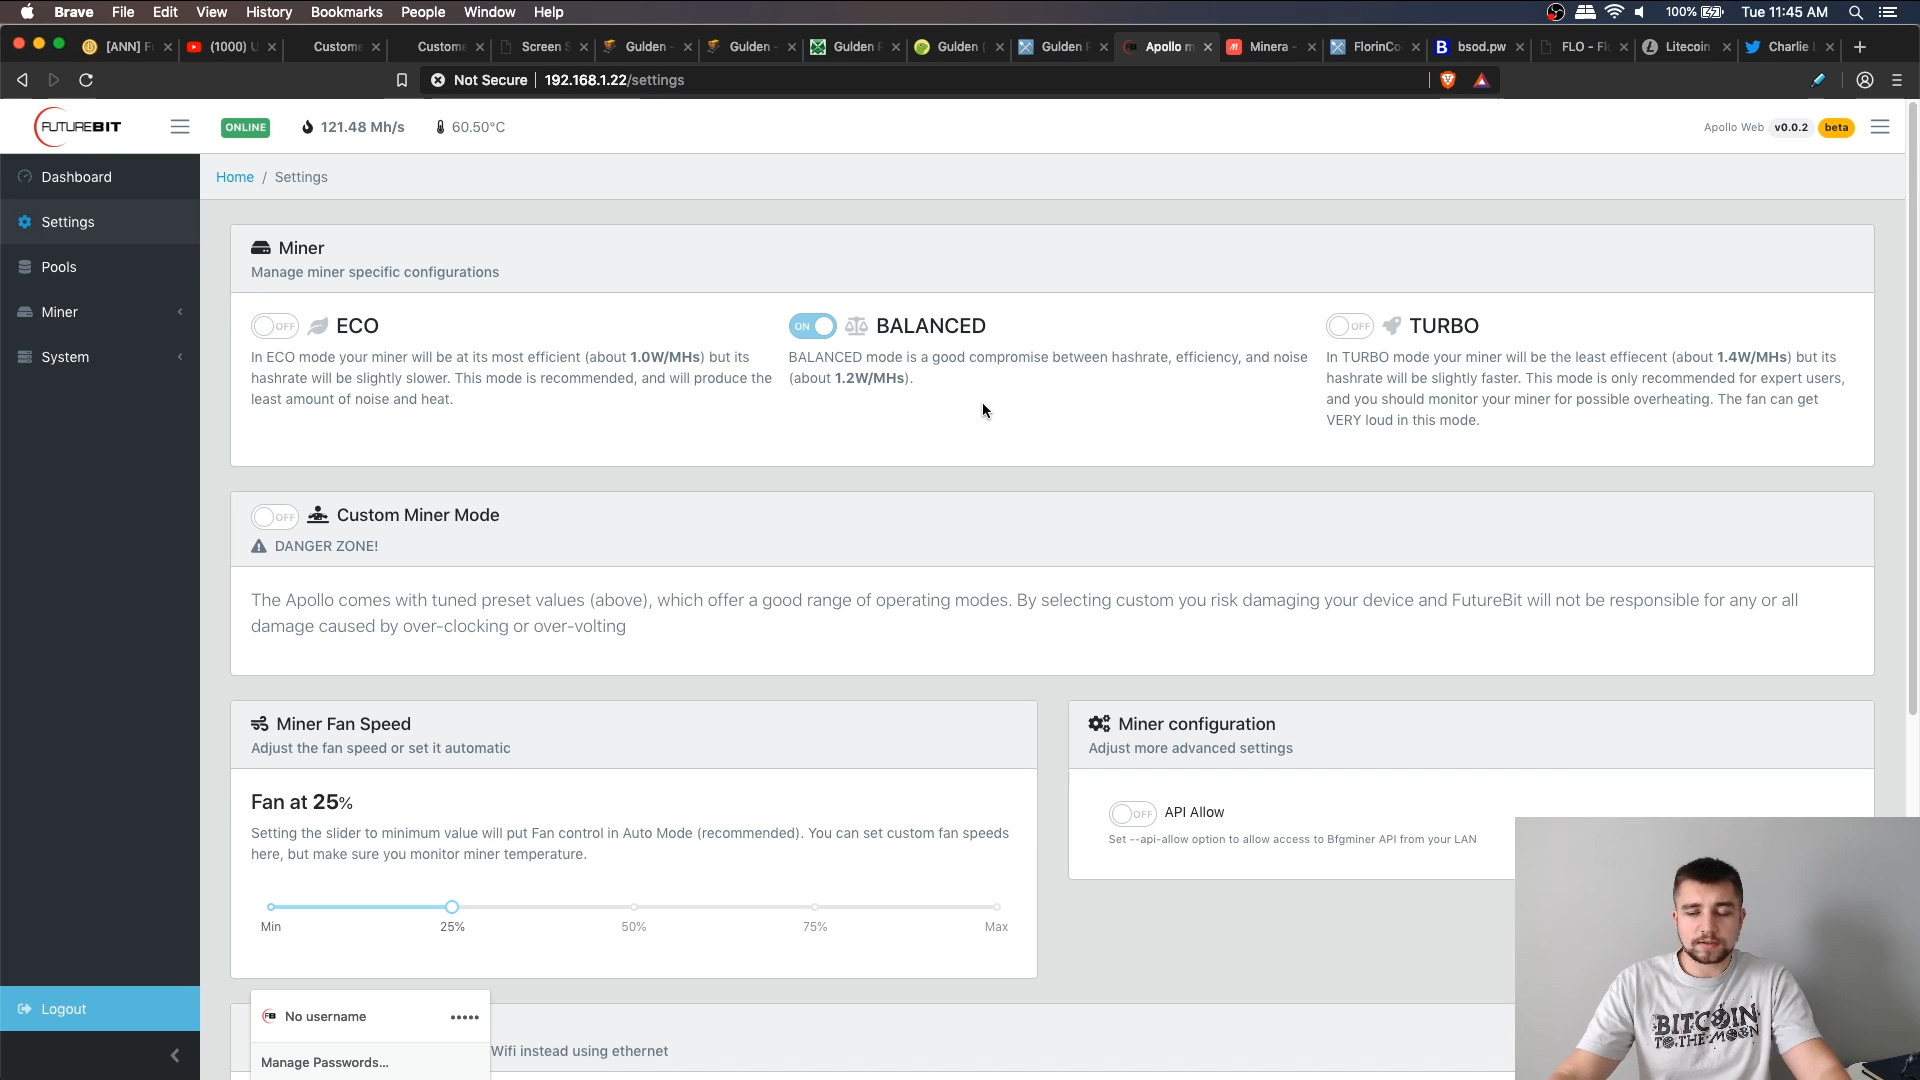 Brave File Edit View History Bookmarks People Window Help 100% Tue 11:45 AM
[ANN] F (1000) Custome Custome Screen S Gulden - Gulden - Gulden F Gulden ( Gulden F Apollo m Minera - FlorinCo bsod.pw FLO - Flo Litecoin Charlie
Not Secure 192.168.1.22/settings
FUTUREBIT ONLINE 121.48 Mh/s 60.50°C Apollo Web v0.0.2 beta
Dashboard
Settings
Pools
Miner
System
Logout
Home / Settings
Miner
Manage miner specific configurations
OFF ECO
In ECO mode your miner will be at its most efficient (about 1.0W/MHs) but its
hashrate will be slightly slower. This mode is recommended, and will produce the
least amount of noise and heat.
ON BALANCED
BALANCED mode is a good compromise between hashrate, efficiency, and noise
(about 1.2W/MHs).
OFF TURBO
In TURBO mode your miner will be the least effiecent (about 1.4W/MHs) but its
hashrate will be slightly faster. This mode is only recommended for expert users,
and you should monitor your miner for possible overheating. The fan can get
VERY loud in this mode.
OFF Custom Miner Mode
DANGER ZONE!
The Apollo comes with tuned preset values (above), which offer a good range of operating modes. By selecting custom you risk damaging your device and FutureBit will not be responsible for any or all
damage caused by over-clocking or over-volting
Miner Fan Speed
Adjust the fan speed or set it automatic
Fan at 25%
Setting the slider to minimum value will put Fan control in Auto Mode (recommended). You can set custom fan speeds
here, but make sure you monitor miner temperature.
Min 25% 50% 75% Max
Miner configuration
Adjust more advanced settings
OFF API Allow
Set --api-allow option to allow access to Bfgminer API from your LAN
FB No username •••••
Manage Passwords...
Wifi instead using ethernet
BITCOIN
TO.THE.MOON